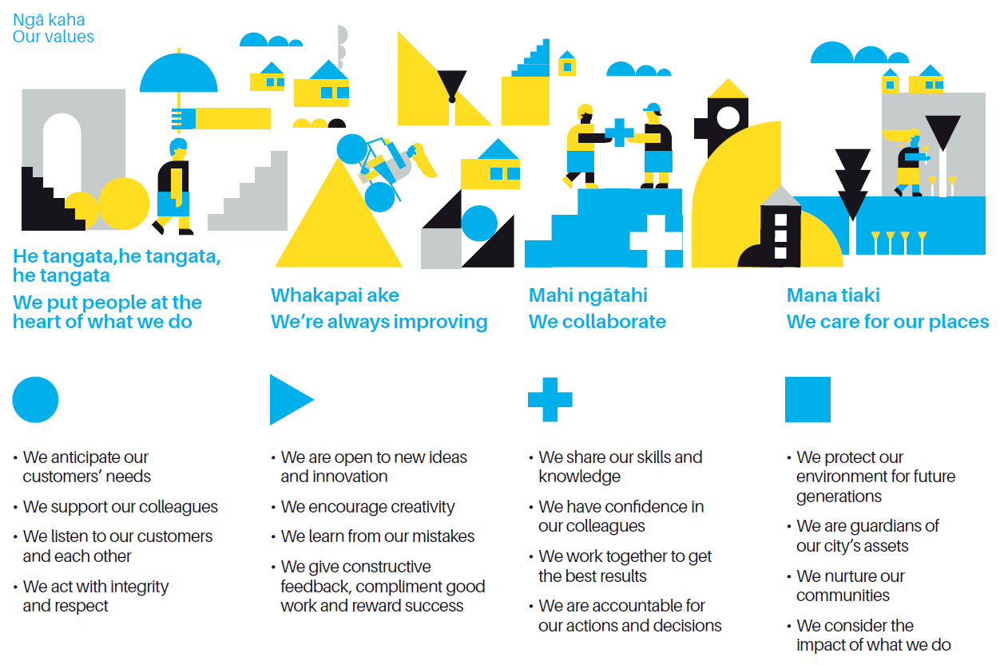 Ngā kaha
Our values
He tangata,he tangata,
he tangata
We put people at the
heart of what we do
• We anticipate our
customers’ needs
• We support our colleagues
• We listen to our customers
and each other
• We act with integrity
and respect
Whakapai ake
We’re always improving
• We are open to new ideas
and innovation
• We encourage creativity
• We learn from our mistakes
• We give constructive
feedback, compliment good
work and reward success
Mahi ngātahi
We collaborate
• We share our skills and
knowledge
• We have confidence in
our colleagues
• We work together to get
the best results
• We are accountable for
our actions and decisions
Mana tiaki
We care for our places
• We protect our
environment for future
generations
• We are guardians of
our city’s assets
• We nurture our
communities
• We consider the
impact of what we do